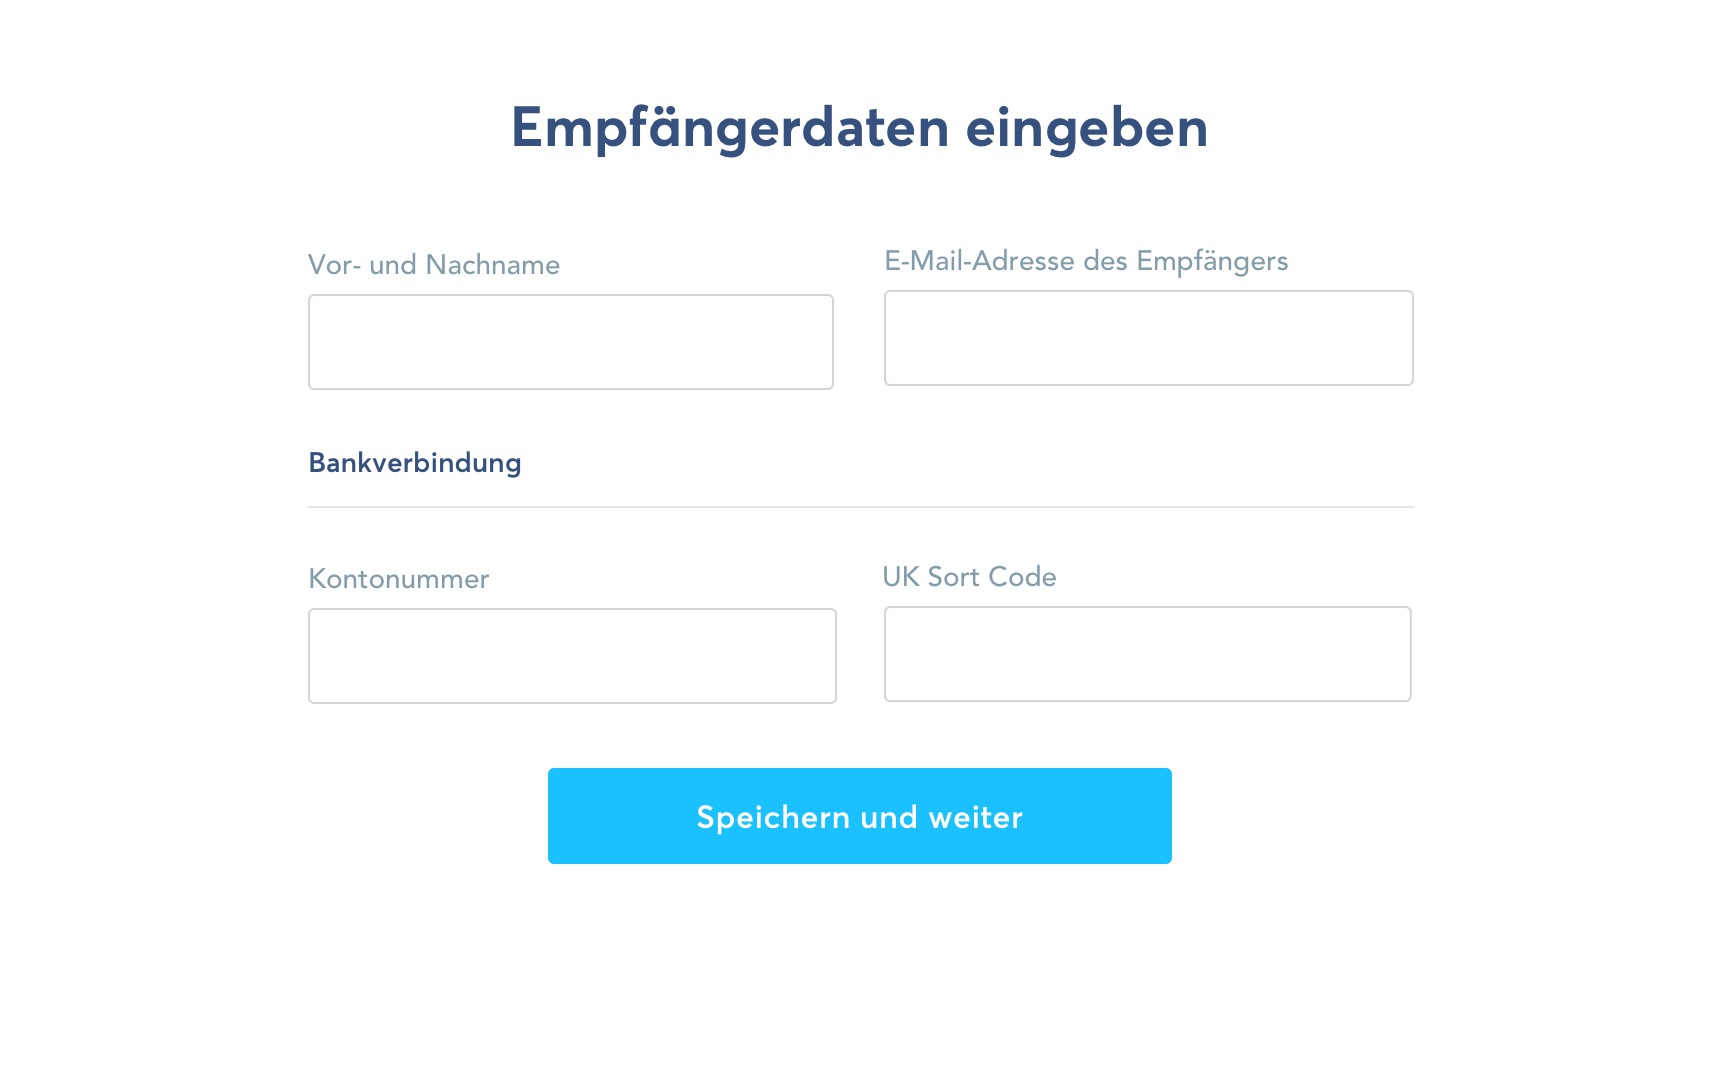 Empfängerdaten eingeben
Vor- und Nachname
E-Mail-Adresse des Empfängers
Bankverbindung
Kontonummer
UK Sort Code
Speichern und weiter